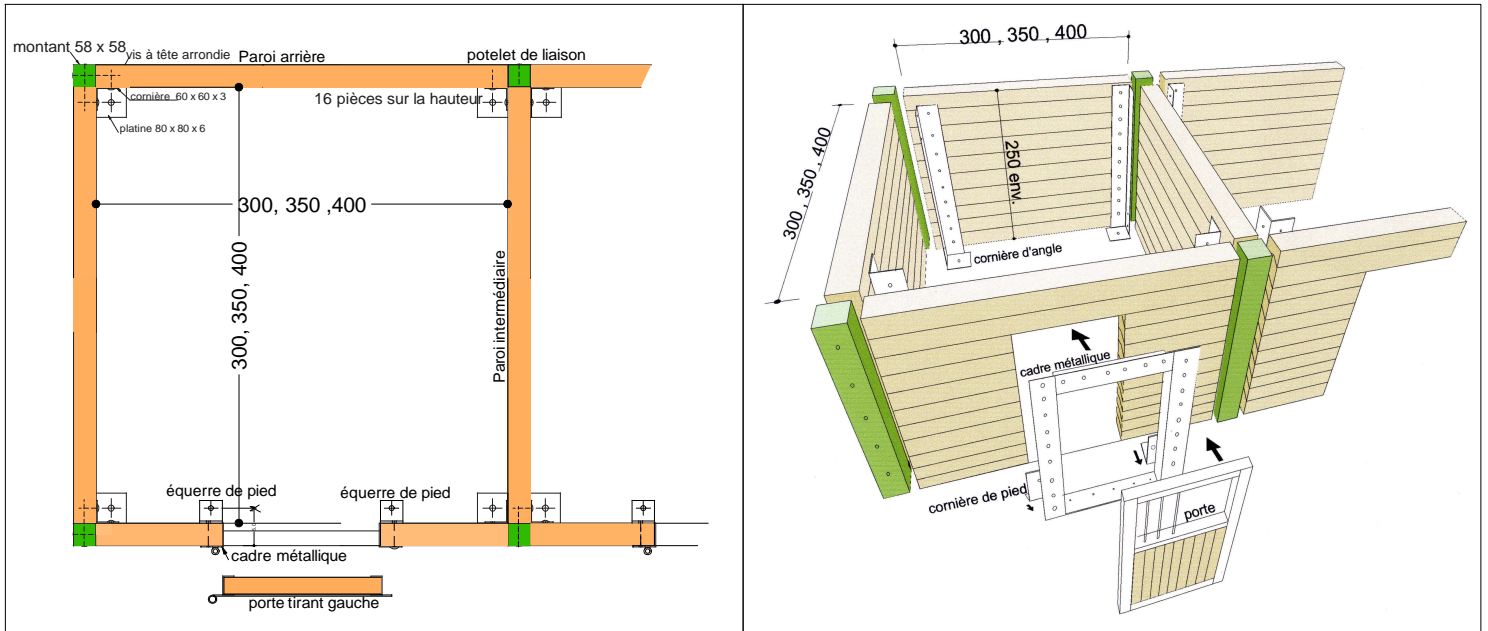 montant 58 x 58
vis à tête arrondie
Paroi arrière
potelet de liaison
cornière 60 x 60 x 3
16 pièces sur la hauteur
platine 80 x 80 x 6
300, 350 ,400
300, 350, 400
Paroi intermédiaire
équerre de pied
équerre de pied
cadre métallique
porte tirant gauche
300 , 350 , 400
300 , 350 , 400
250 env.
cornière d'angle
cadre métallique
cornière de pied
porte